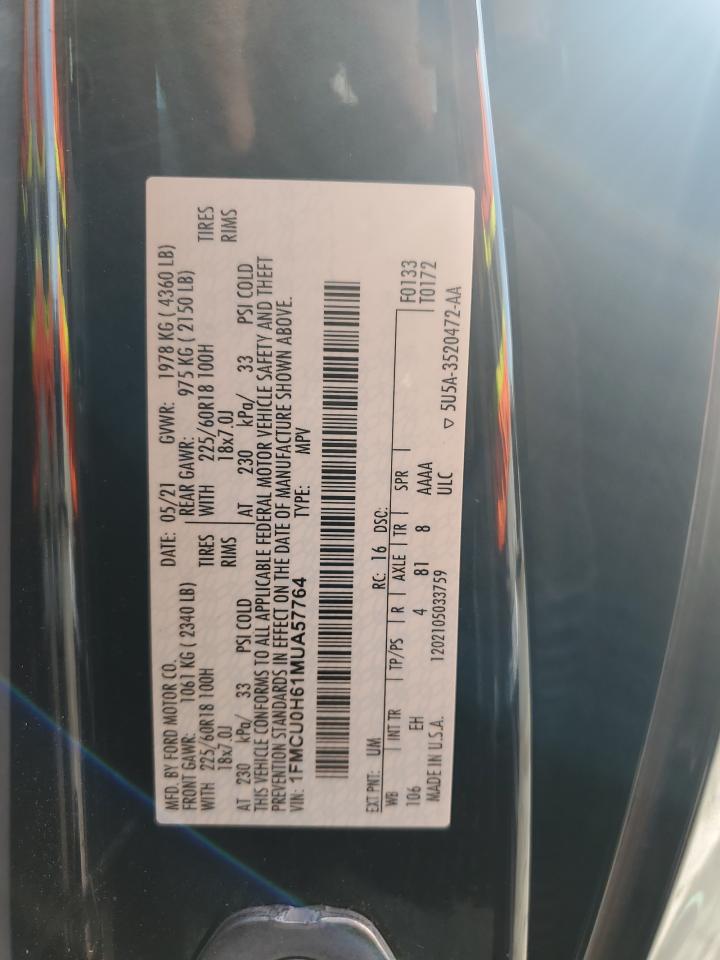 MFD. BY FORD MOTOR CO. DATE: 05/21 GVWR: 1978 KG ( 4360 LB)
FRONT GAWR: 1061 KG ( 2340 LB) REAR GAWR: 975 KG ( 2150 LB)
WITH 225/60R18 100H TIRES WITH 225/60R18 100H TIRES
18x7.0J RIMS 18x7.0J RIMS
AT 230 kPa/ 33 PSI COLD AT 230 kPa/ 33 PSI COLD
THIS VEHICLE CONFORMS TO ALL APPLICABLE FEDERAL MOTOR VEHICLE SAFETY AND THEFT
PREVENTION STANDARDS IN EFFECT ON THE DATE OF MANUFACTURE SHOWN ABOVE.
VIN: 1FMCU0H61MUA57764 TYPE: MPV
EXT PNT: UM RC: 16 DSC: F0133
WB INT TR TP/PS R AXLE TR SPR T0172
106 EH 4 81 8 AAAA
MADE IN U.S.A. 1202105033759 ULC ▽ 5U5A-3520472-AA